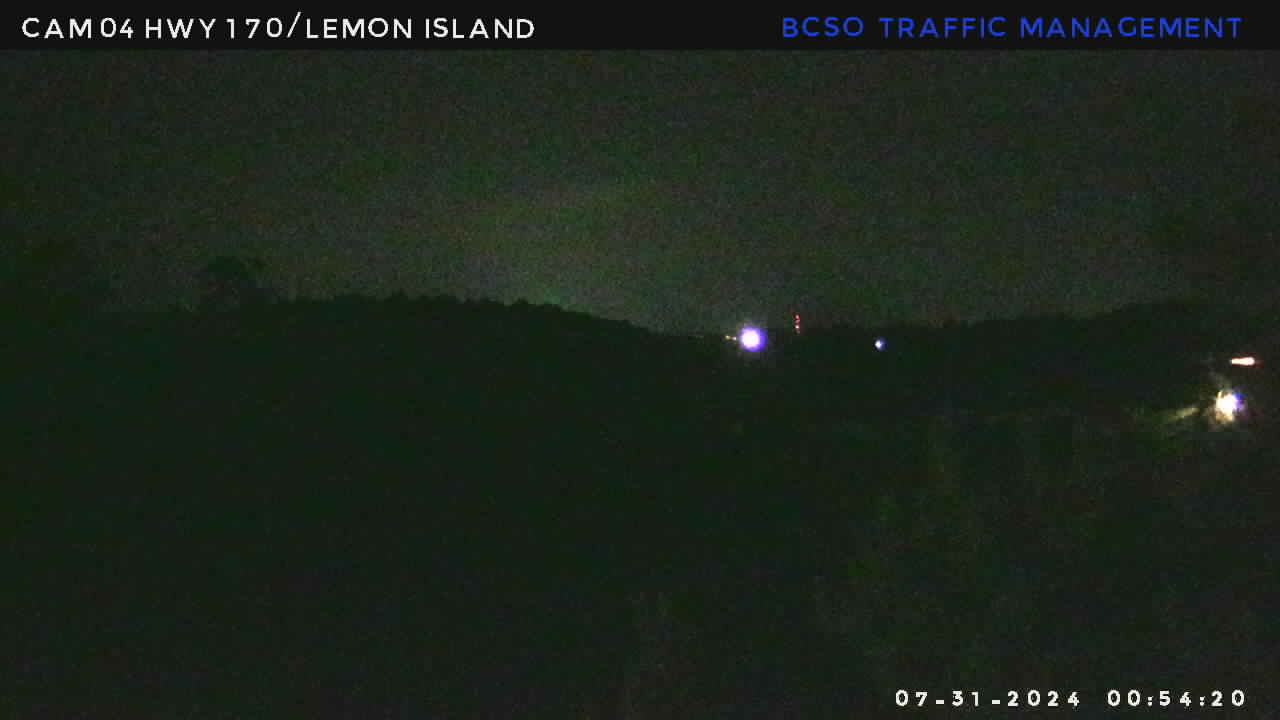 CAM04 HWY 170/LEMON ISLAND
BCSO TRAFFIC MANAGEMENT
07-31-2024 00:54:20